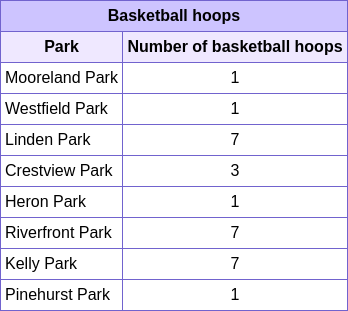 Basketball hoops
Park Number of basketball hoops
Mooreland Park 1
Westfield Park 1
Linden Park 7
Crestview Park 3
Heron Park 1
Riverfront Park 7
Kelly Park 7
Pinehurst Park 1